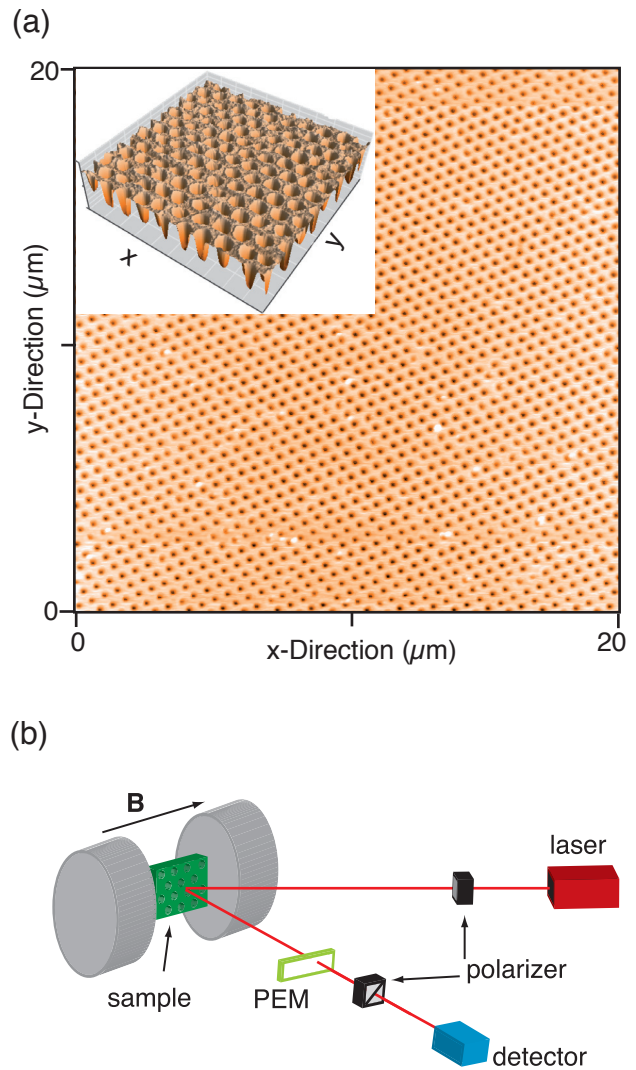 (a)
20
y-Direction (µm)
x
y
0
0
x-Direction (µm)
20
(b)
B
laser
sample
PEM
polarizer
detector